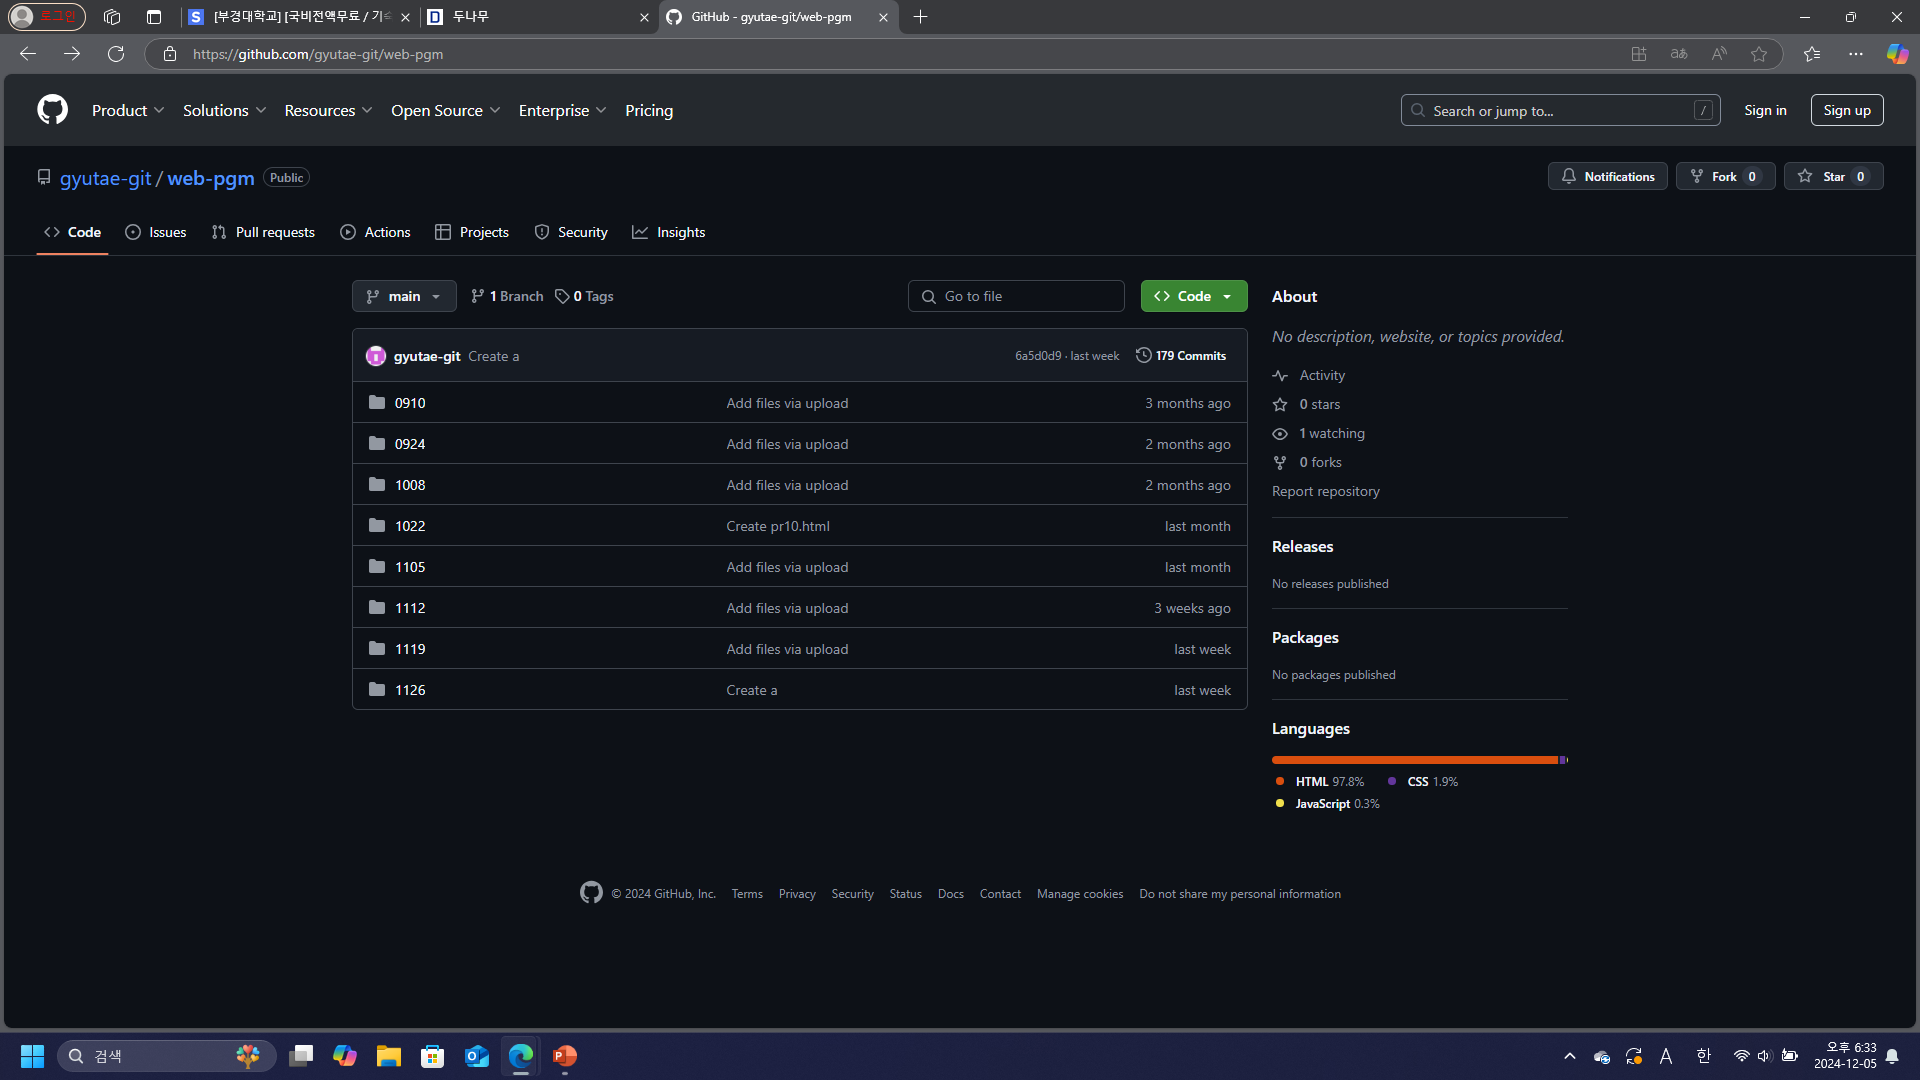 로그인
[부경대학교] [국비전액무료 / 기숙
두나무
GitHub - gyutae-git/web-pgm
https://github.com/gyutae-git/web-pgm
Product Solutions Resources Open Source Enterprise Pricing
Search or jump to... /
Sign in
Sign up
gyutae-git / web-pgm Public
Notifications
Fork 0
Star 0
Code Issues Pull requests Actions Projects Security Insights
main 1 Branch 0 Tags
Go to file
Code
gyutae-git Create a 6a5d0d9 · last week 179 Commits
0910 Add files via upload 3 months ago
0924 Add files via upload 2 months ago
1008 Add files via upload 2 months ago
1022 Create pr10.html last month
1105 Add files via upload last month
1112 Add files via upload 3 weeks ago
1119 Add files via upload last week
1126 Create a last week
About
No description, website, or topics provided.
Activity
0 stars
1 watching
0 forks
Report repository
Releases
No releases published
Packages
No packages published
Languages
HTML 97.8% CSS 1.9%
JavaScript 0.3%
© 2024 GitHub, Inc. Terms Privacy Security Status Docs Contact Manage cookies Do not share my personal information
검색
A 한
오후 6:33
2024-12-05